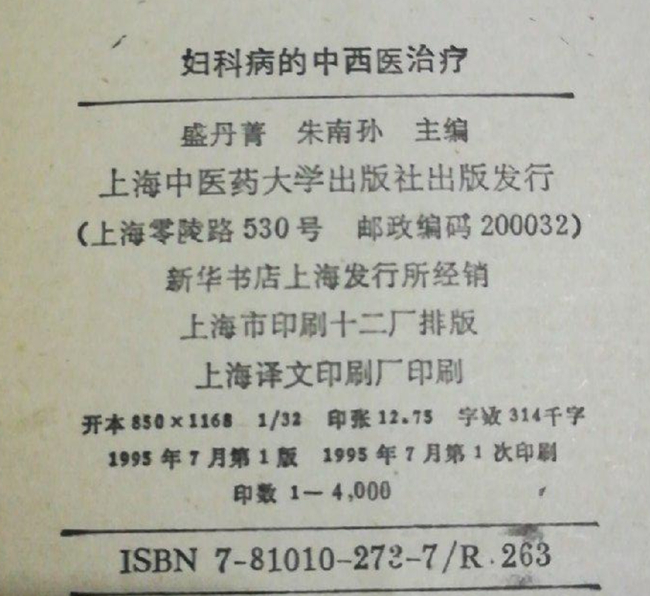 妇科病的中西医治疗
盛丹菁 朱南孙 主编
上海中医药大学出版社出版发行
(上海零陵路530号 邮政编码200032)
新华书店上海发行所经销
上海市印刷十二厂排版
上海译文印刷厂印刷
开本850×1168 1/32 印张12.75 字数314千字
1995年7月第1版 1995年7月第1次印刷
印数1—4,000
ISBN 7-81010-273-7/R·263